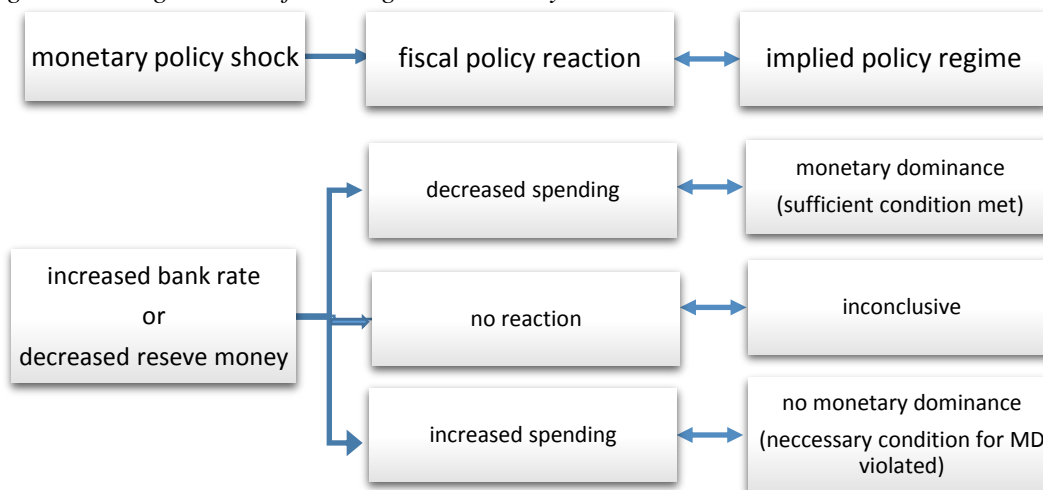 monetary policy shock
fiscal policy reaction
implied policy regime
decreased spending
monetary dominance
(sufficient condition met)
increased bank rate
or
decreased reseve money
no reaction
inconclusive
increased spending
no monetary dominance
(neccessary condition for MD
violated)